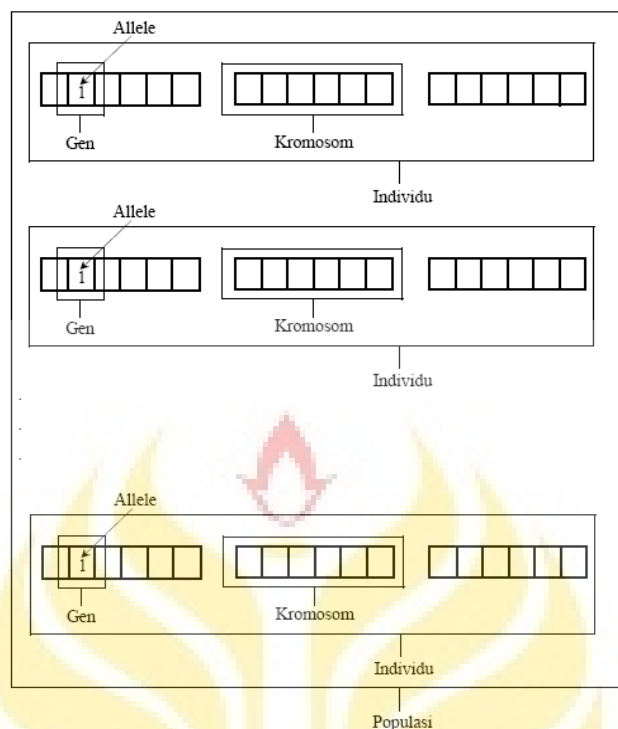 Allele
1
Gen
Kromosom
Individu
Allele
1
Gen
Kromosom
Individu
.
.
.
Allele
1
Gen
Kromosom
Individu
Populasi